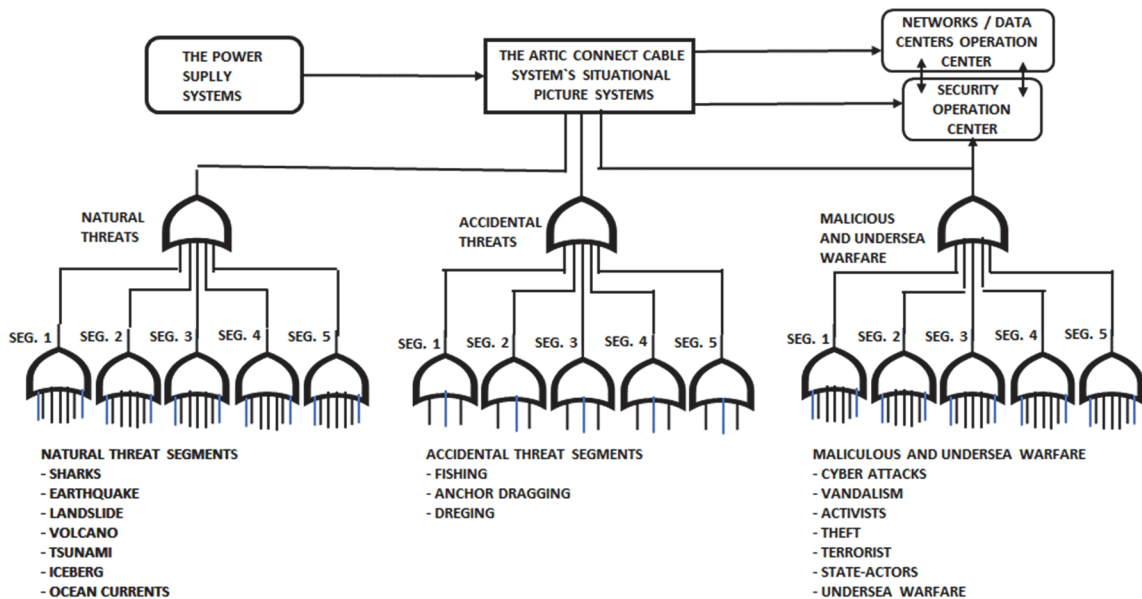 THE POWER
SUPLLY
SYSTEMS
THE ARTIC CONNECT CABLE
SYSTEM`S SITUATIONAL
PICTURE SYSTEMS
NETWORKS / DATA
CENTERS OPERATION
CENTER
SECURITY
OPERATION
CENTER
NATURAL
THREATS
ACCIDENTAL
THREATS
MALICIOUS
AND UNDERSEA
WARFARE
SEG. 1
SEG. 2
SEG. 3
SEG. 4
SEG. 5
SEG. 1
SEG. 2
SEG. 3
SEG. 4
SEG. 5
SEG. 1
SEG. 2
SEG. 3
SEG. 4
SEG. 5
NATURAL THREAT SEGMENTS
- SHARKS
- EARTHQUAKE
- LANDSLIDE
- VOLCANO
- TSUNAMI
- ICEBERG
- OCEAN CURRENTS
ACCIDENTAL THREAT SEGMENTS
- FISHING
- ANCHOR DRAGGING
- DREGING
MALICULOUS AND UNDERSEA WARFARE
- CYBER ATTACKS
- VANDALISM
- ACTIVISTS
- THEFT
- TERRORIST
- STATE-ACTORS
- UNDERSEA WARFARE